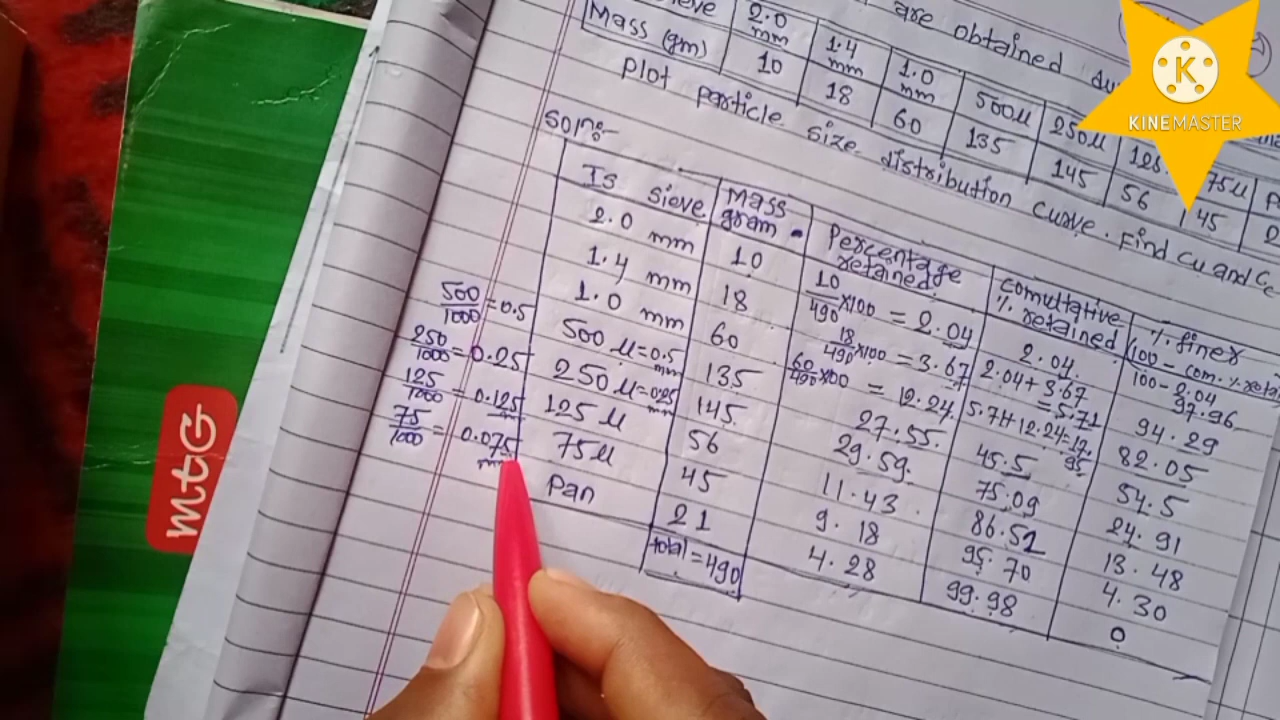 are obtained
2.0 mm 1.4 mm 1.0 mm 500μ 250μ 75μ
Mass (gm) 10 18 60 135 145 56 45
Plot particle size distribution curve. Find Cu and Cc
Soln:-
Is sieve Mass gram Percentage retained. comuttative % retained % finer (100 - com. % retai
2.0 mm 10 10/490 ×100 = 2.04 2.04 100-2.04 97.96
1.4 mm 18 18/490 ×100 = 3.67 2.04+3.67 = 5.71 94.29
1.0 mm 60 60/490 ×100 = 12.24 5.71+12.24=17.95 82.05
500/1000 = 0.5 500 μ=0.5 mm 135 27.55 45.5 54.5
250/1000 = 0.25 250 μ=0.25 mm 145 29.59 75.09 24.91
125/1000 = 0.125 125 μ 56 11.43 86.52 13.48
75/1000 = 0.075 mm 75μ 45 9.18 95.70 4.30
Pan 21 4.28 99.98 0
total = 490
mtG
K
KINEMASTER